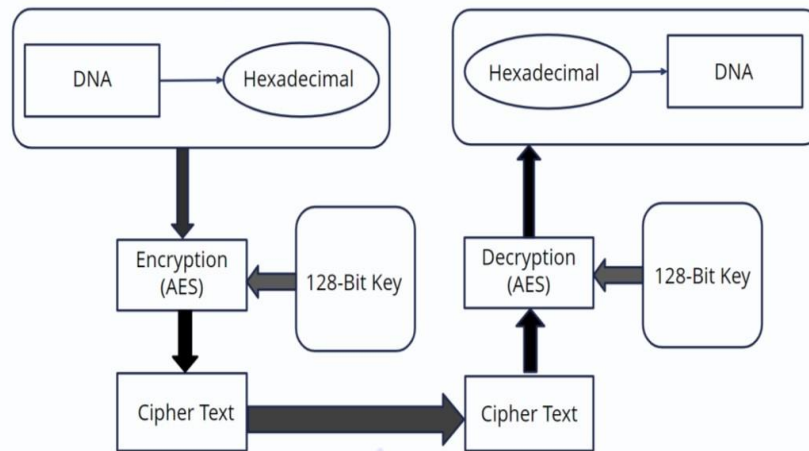 DNA
Hexadecimal
Hexadecimal
DNA
Encryption
(AES)
128-Bit Key
Decryption
(AES)
128-Bit Key
Cipher Text
Cipher Text